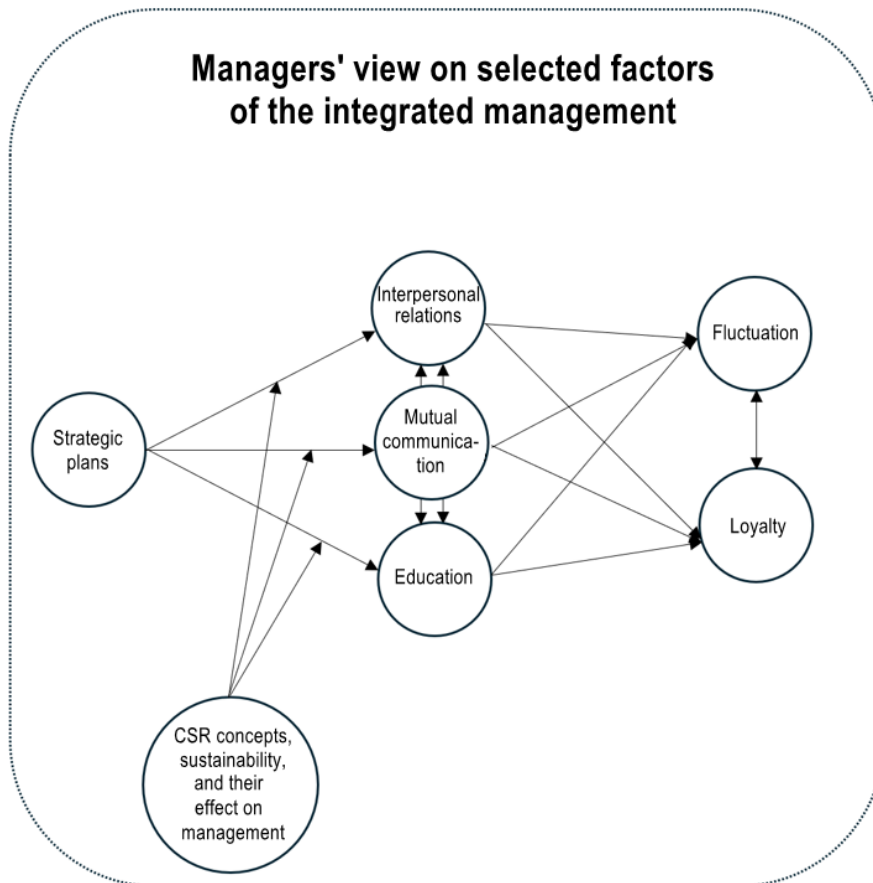 Managers' view on selected factors
of the integrated management
Interpersonal
relations
Fluctuation
Strategic
plans
Mutual
communica-
tion
Loyalty
Education
CSR concepts,
sustainability,
and their
effect on
management